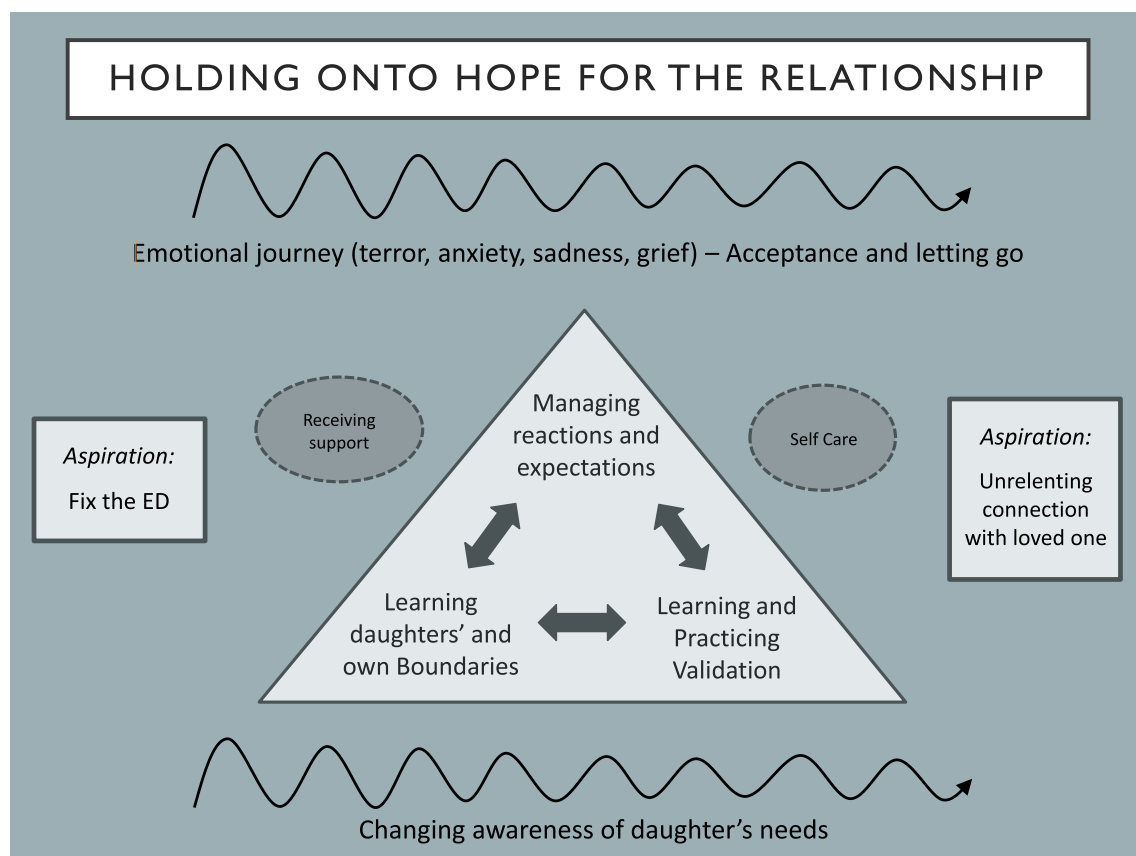 HOLDING ONTO HOPE FOR THE RELATIONSHIP
Emotional journey (terror, anxiety, sadness, grief) – Acceptance and letting go
Aspiration:
Fix the ED
Receiving
support
Managing
reactions and
expectations
Self Care
Aspiration:
Unrelenting
connection
with loved one
Learning
daughters’ and
own Boundaries
Learning and
Practicing
Validation
Changing awareness of daughter’s needs